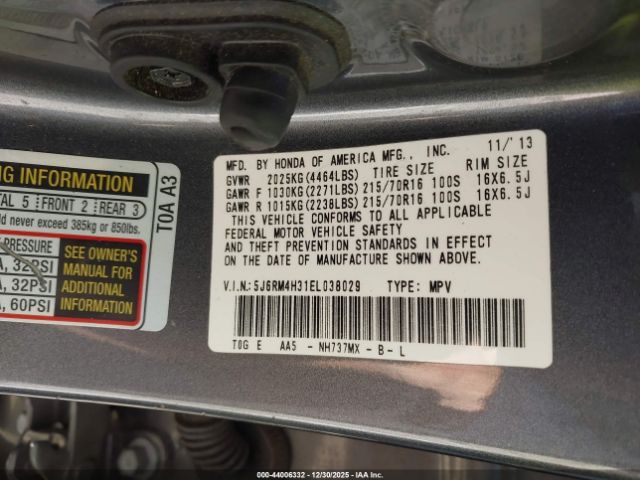 MFD. BY HONDA OF AMERICA MFG., INC. 11/'13
GVWR 2025KG(4464LBS) TIRE SIZE RIM SIZE
GAWR F 1030KG(2271LBS) 215/70R16 100S 16X6.5J
GAWR R 1015KG(2238LBS) 215/70R16 100S 16X6.5J
THIS VEHICLE CONFORMS TO ALL APPLICABLE
FEDERAL MOTOR VEHICLE SAFETY
AND THEFT PREVENTION STANDARDS IN EFFECT
ON THE DATE OF MANUFACTURE SHOWN ABOVE.
V.I.N.:5J6RM4H31EL038029 TYPE: MPV
T0G E AA5 - NH737MX - B - L
NG INFORMATION
TAL 5 FRONT 2 REAR 3
ld never exceed 385kg or 850lbs.
PRESSURE
A, 32PSI
, 32PSI
A, 60PSI
SEE OWNER'S
MANUAL FOR
ADDITIONAL
INFORMATION
T0A A3
000-44006332 - 12/30/2025 - IAA Inc.